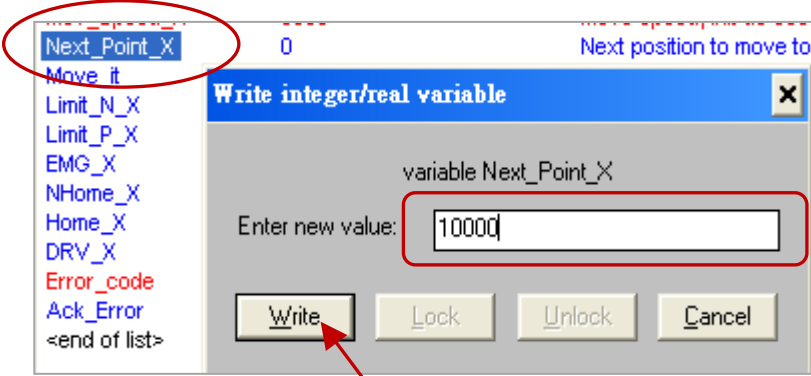 Next_Point_X 0 Next position to move to
Move_it
Limit_N_X
Limit_P_X
EMG_X
NHome_X
Home_X
DRV_X
Error_code
Ack_Error
<end of list>
Write integer/real variable
variable Next_Point_X
Enter new value: 10000
Write Lock Unlock Cancel